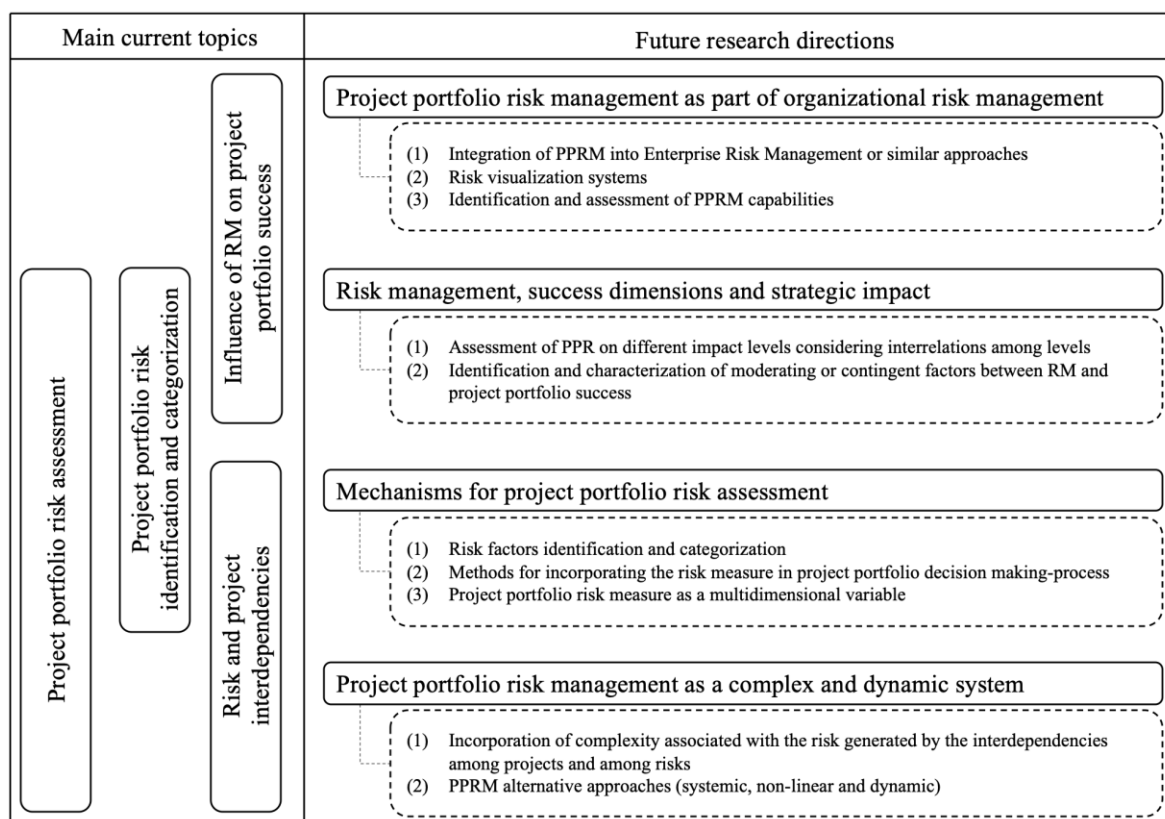 Main current topics
Future research directions
Project portfolio risk assessment
Project portfolio risk
identification and categorization
Influence of RM on project
portfolio success
Risk and project
interdependencies
Project portfolio risk management as part of organizational risk management
(1) Integration of PPRM into Enterprise Risk Management or similar approaches
(2) Risk visualization systems
(3) Identification and assessment of PPRM capabilities
Risk management, success dimensions and strategic impact
(1) Assessment of PPR on different impact levels considering interrelations among levels
(2) Identification and characterization of moderating or contingent factors between RM and
project portfolio success
Mechanisms for project portfolio risk assessment
(1) Risk factors identification and categorization
(2) Methods for incorporating the risk measure in project portfolio decision making-process
(3) Project portfolio risk measure as a multidimensional variable
Project portfolio risk management as a complex and dynamic system
(1) Incorporation of complexity associated with the risk generated by the interdependencies
among projects and among risks
(2) PPRM alternative approaches (systemic, non-linear and dynamic)